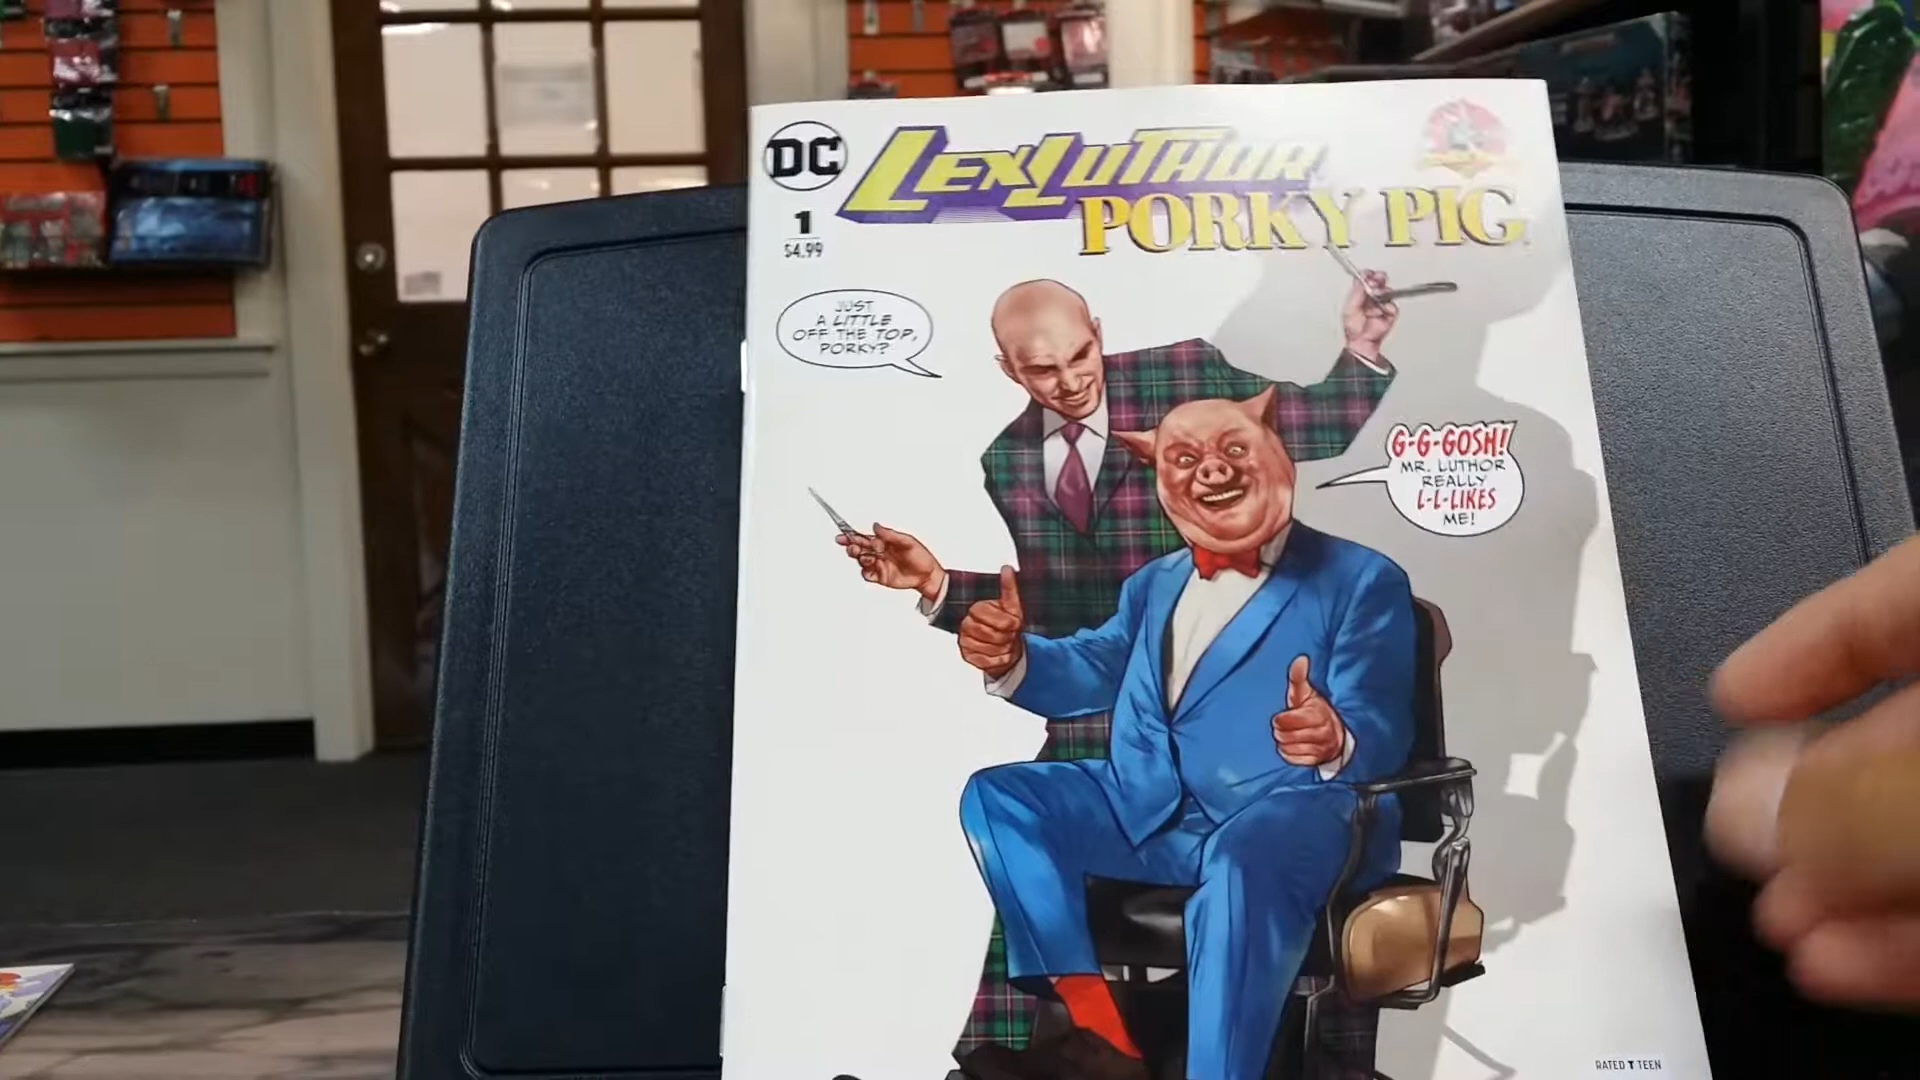 DC
LEX LUTHOR
PORKY PIG
1
$4.99
JUST
A LITTLE
OFF THE TOP,
PORKY?
G-G-GOSH!
MR. LUTHOR
REALLY
L-L-LIKES
ME!
RATED T TEEN